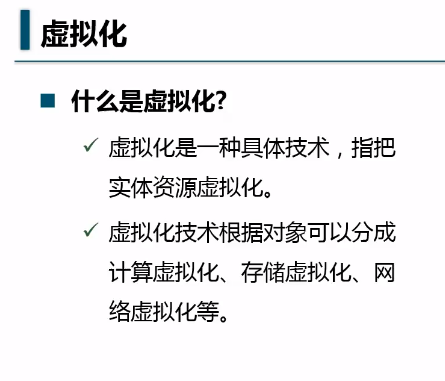 虚拟化
什么是虚拟化?
虚拟化是一种具体技术，指把
实体资源虚拟化。
虚拟化技术根据对象可以分成
计算虚拟化、存储虚拟化、网
络虚拟化等。